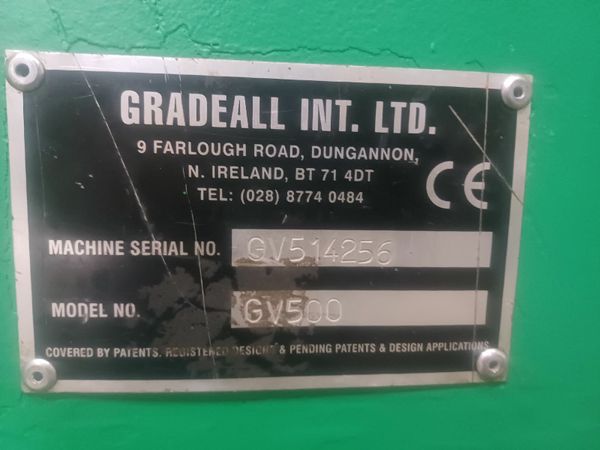 GRADEALL INT. LTD.
9 FARLOUGH ROAD, DUNGANNON,
N. IRELAND, BT 71 4DT
TEL: (028) 8774 0484
CE
MACHINE SERIAL NO. GV514256
MODEL NO. GV500
COVERED BY PATENTS, REGISTERED DESIGNS & PENDING PATENTS & DESIGN APPLICATIONS